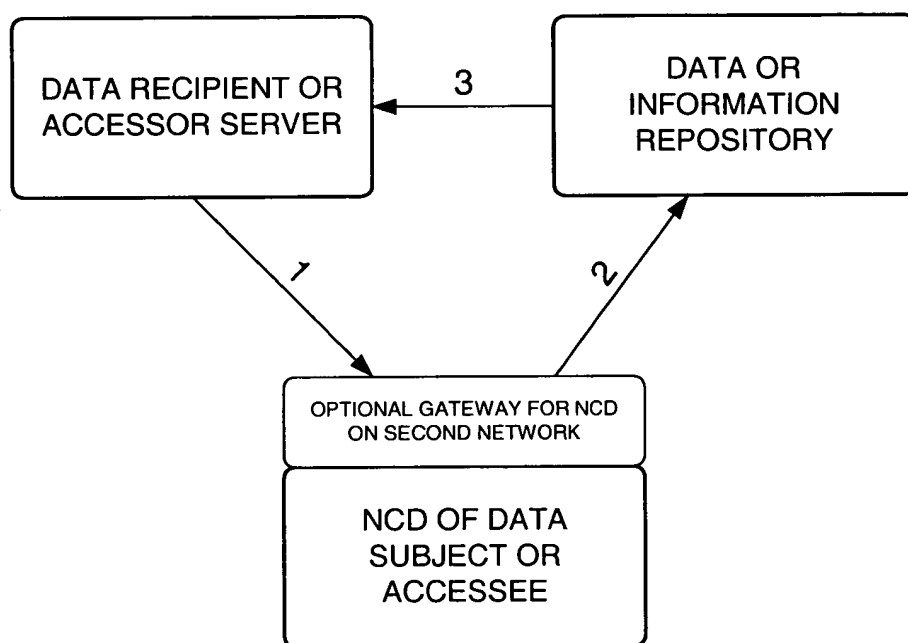 DATA RECIPIENT OR
ACCESSOR SERVER
3
DATA OR
INFORMATION
REPOSITORY
1
2
OPTIONAL GATEWAY FOR NCD
ON SECOND NETWORK
NCD OF DATA
SUBJECT OR
ACCESSEE